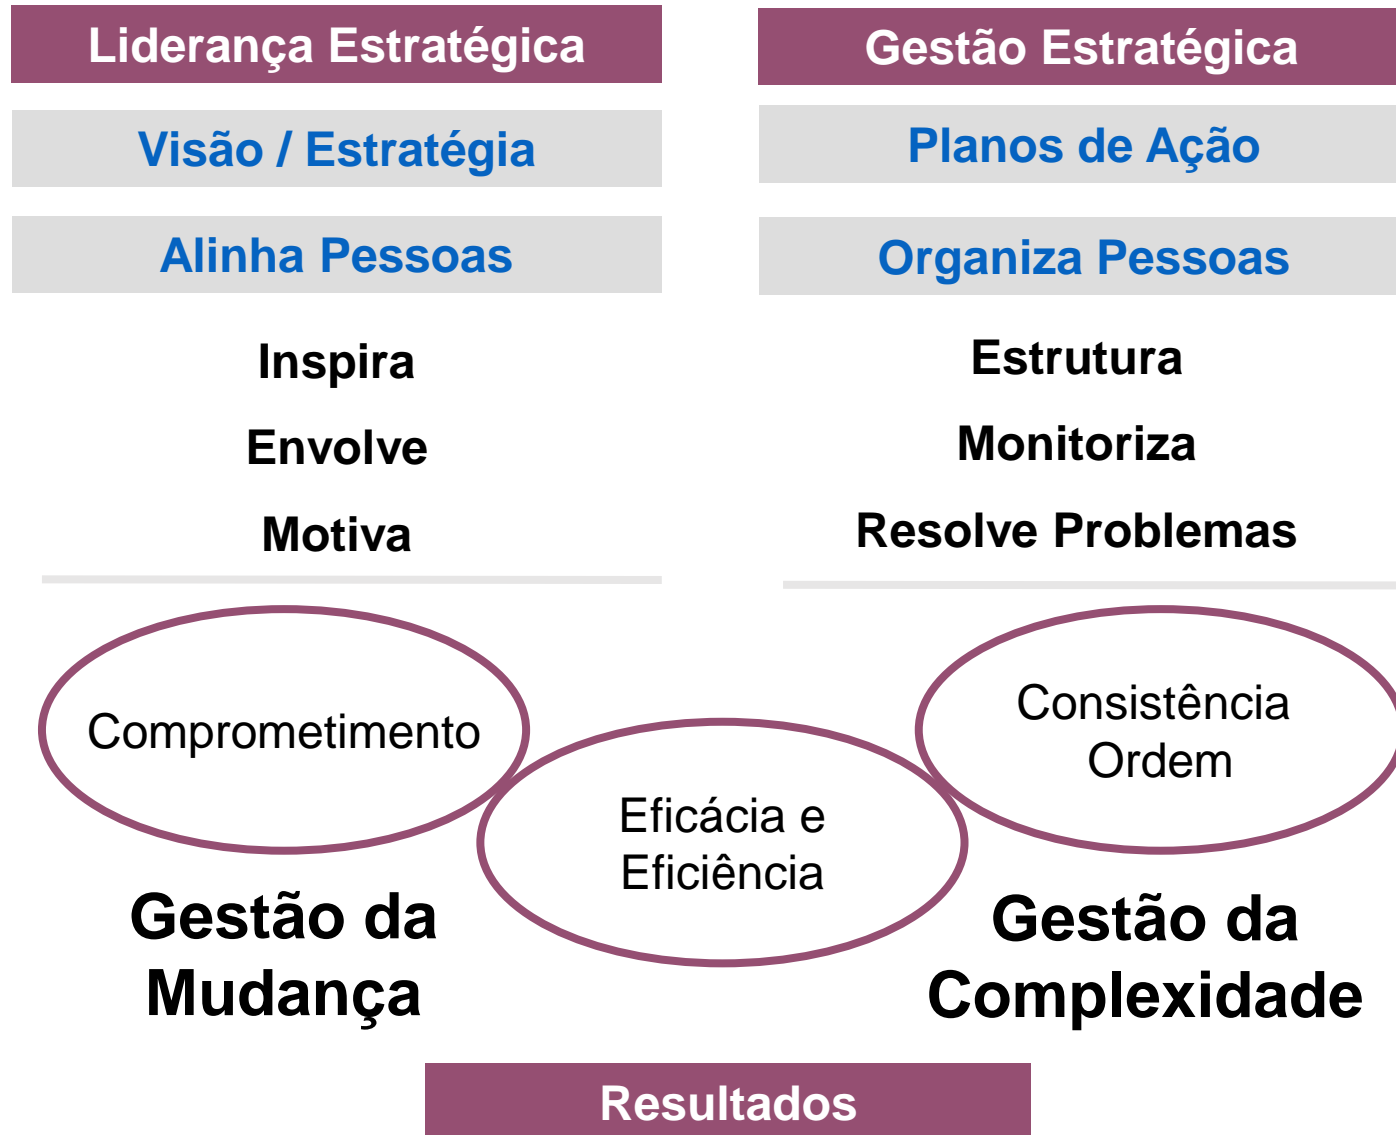 Liderança Estratégica
Visão / Estratégia
Alinha Pessoas
Inspira
Envolve
Motiva
Comprometimento
Gestão da
Mudança
Gestão Estratégica
Planos de Ação
Organiza Pessoas
Estrutura
Monitoriza
Resolve Problemas
Consistência
Ordem
Gestão da
Complexidade
Eficácia e
Eficiência
Resultados